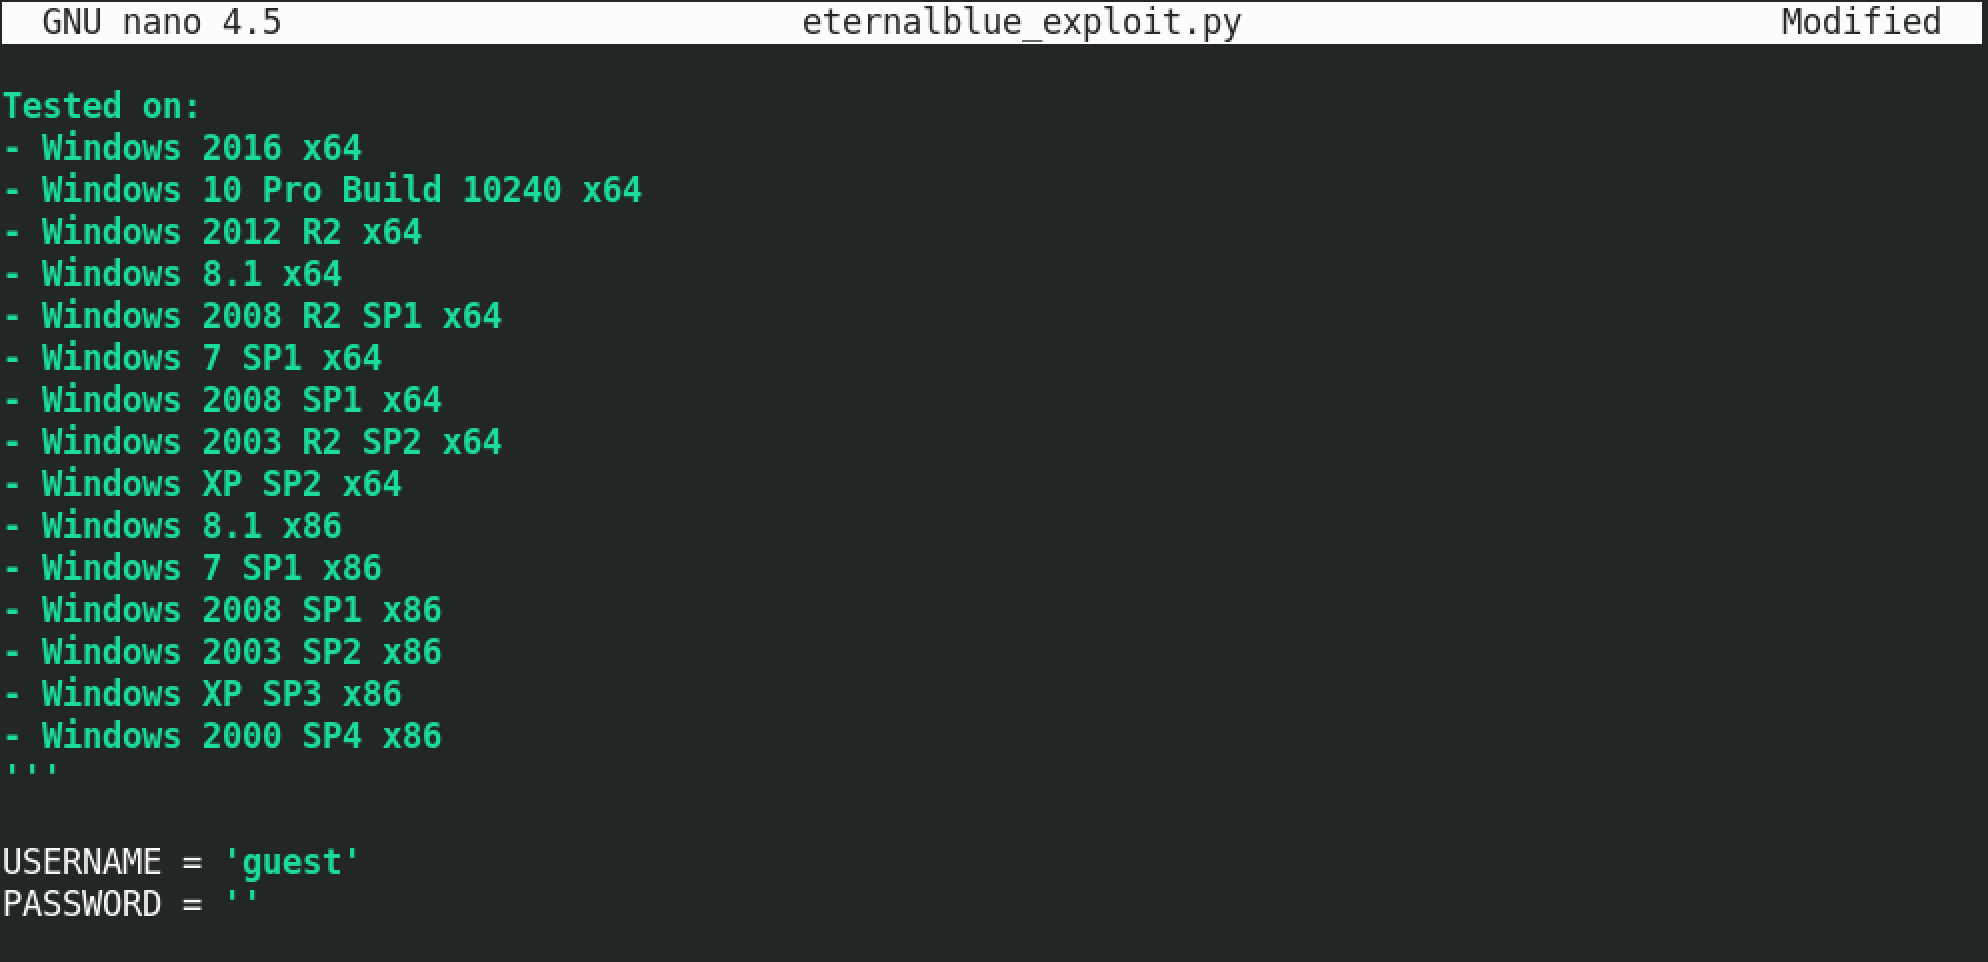 GNU nano 4.5 eternalblue_exploit.py Modified
Tested on:
- Windows 2016 x64
- Windows 10 Pro Build 10240 x64
- Windows 2012 R2 x64
- Windows 8.1 x64
- Windows 2008 R2 SP1 x64
- Windows 7 SP1 x64
- Windows 2008 SP1 x64
- Windows 2003 R2 SP2 x64
- Windows XP SP2 x64
- Windows 8.1 x86
- Windows 7 SP1 x86
- Windows 2008 SP1 x86
- Windows 2003 SP2 x86
- Windows XP SP3 x86
- Windows 2000 SP4 x86
'''
USERNAME = 'guest'
PASSWORD = ''